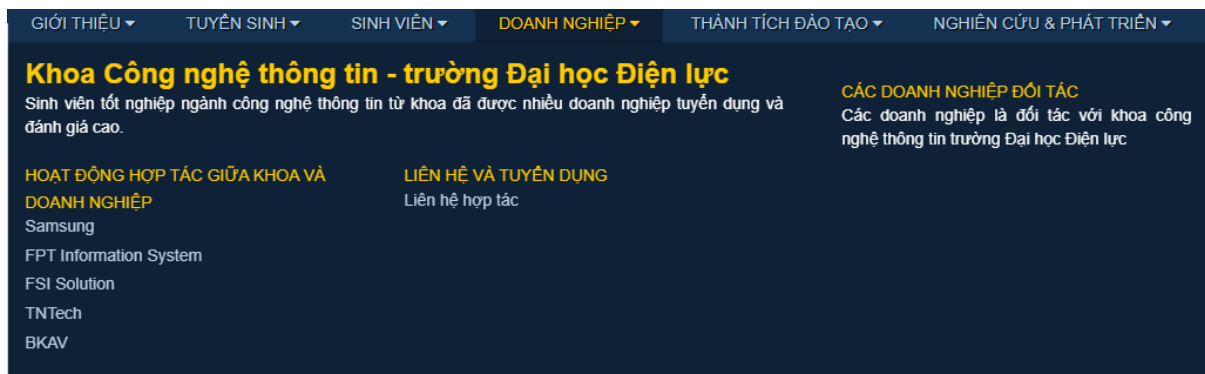 GIỚI THIỆU TUYỂN SINH SINH VIÊN DOANH NGHIỆP THÀNH TÍCH ĐÀO TẠO NGHIÊN CỨU & PHÁT TRIỂN
Khoa Công nghệ thông tin - trường Đại học Điện lực
Sinh viên tốt nghiệp ngành công nghệ thông tin từ khoa đã được nhiều doanh nghiệp tuyển dụng và
đánh giá cao.
CÁC DOANH NGHIỆP ĐỐI TÁC
Các doanh nghiệp là đối tác với khoa công
nghệ thông tin trường Đại học Điện lực
HOẠT ĐỘNG HỢP TÁC GIỮA KHOA VÀ
DOANH NGHIỆP
Samsung
FPT Information System
FSI Solution
TNTech
BKAV
LIÊN HỆ VÀ TUYỂN DỤNG
Liên hệ hợp tác